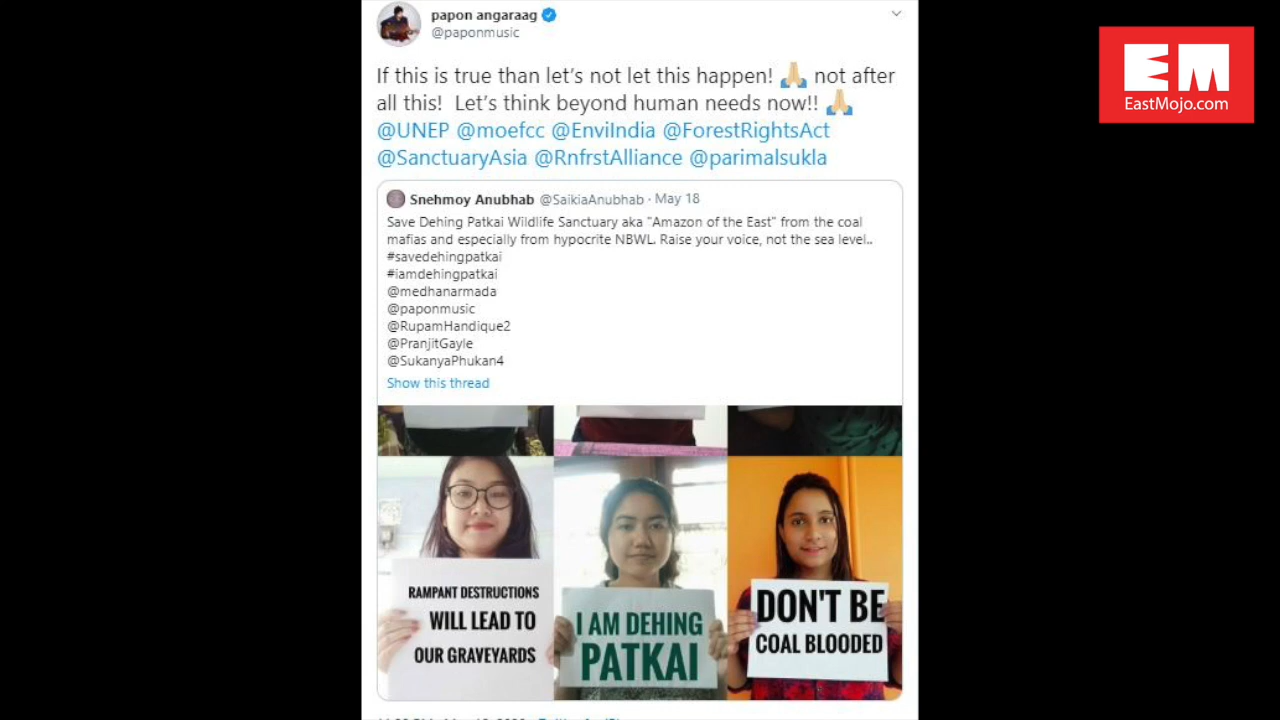 papon angaraag
@paponmusic
If this is true than let's not let this happen! 🙏 not after
all this! Let's think beyond human needs now!! 🙏
@UNEP @moefcc @EnviIndia @ForestRightsAct
@SanctuaryAsia @RnfrstAlliance @parimalsukla
Snehmoy Anubhab @SaikiaAnubhab · May 18
Save Dehing Patkai Wildlife Sanctuary aka "Amazon of the East" from the coal
mafias and especially from hypocrite NBWL. Raise your voice, not the sea level..
#savedehingpatkai
#iamdehingpatkai
@medhanarmada
@paponmusic
@RupamHandique2
@PranjitGayle
@SukanyaPhukan4
Show this thread
RAMPANT DESTRUCTIONS
WILL LEAD TO
OUR GRAVEYARDS
I AM DEHING
PATKAI
DON'T BE
COAL BLOODED
EM
EastMojo.com